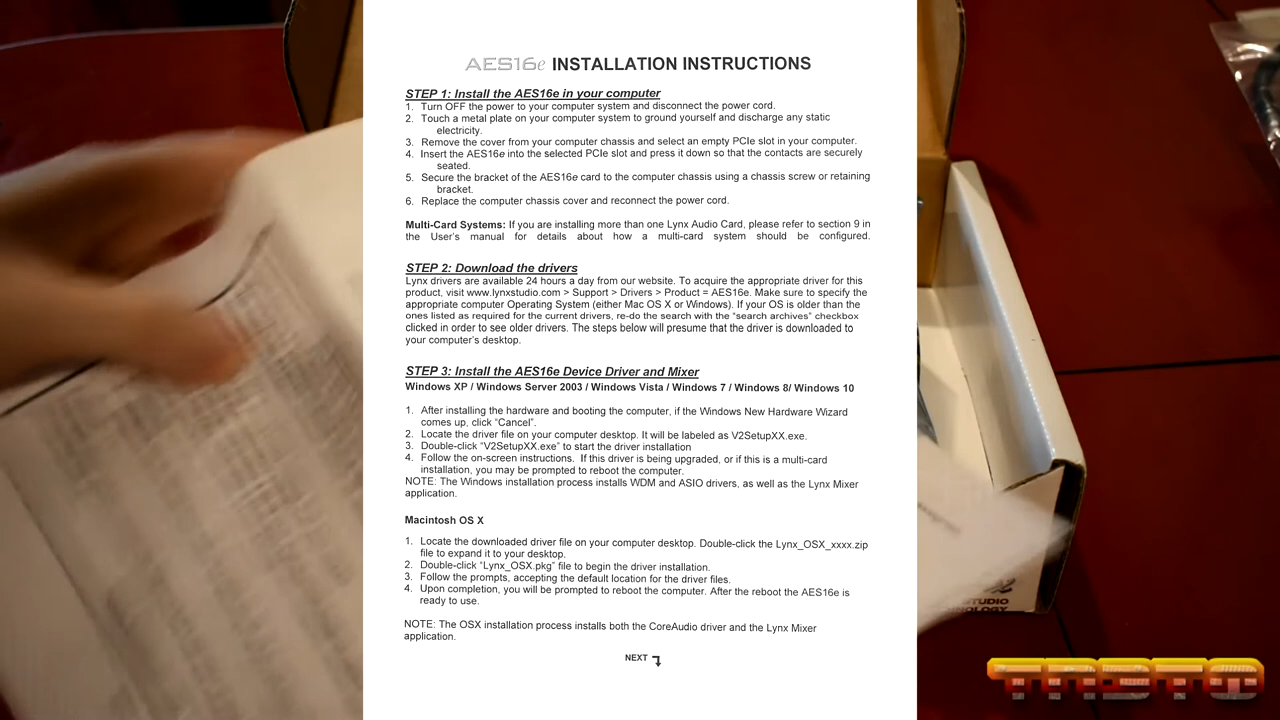 AES16e INSTALLATION INSTRUCTIONS
STEP 1: Install the AES16e in your computer
1. Turn OFF the power to your computer system and disconnect the power cord.
2. Touch a metal plate on your computer system to ground yourself and discharge any static
electricity.
3. Remove the cover from your computer chassis and select an empty PCIe slot in your computer.
4. Insert the AES16e into the selected PCIe slot and press it down so that the contacts are securely
seated.
5. Secure the bracket of the AES16e card to the computer chassis using a chassis screw or retaining
bracket.
6. Replace the computer chassis cover and reconnect the power cord.
Multi-Card Systems: If you are installing more than one Lynx Audio Card, please refer to section 9 in
the User's manual for details about how a multi-card system should be configured.
STEP 2: Download the drivers
Lynx drivers are available 24 hours a day from our website. To acquire the appropriate driver for this
product, visit www.lynxstudio.com > Support > Drivers > Product = AES16e. Make sure to specify the
appropriate computer Operating System (either Mac OS X or Windows). If your OS is older than the
ones listed as required for the current drivers, re-do the search with the "search archives" checkbox
clicked in order to see older drivers. The steps below will presume that the driver is downloaded to
your computer's desktop.
STEP 3: Install the AES16e Device Driver and Mixer
Windows XP / Windows Server 2003 / Windows Vista / Windows 7 / Windows 8/ Windows 10
1. After installing the hardware and booting the computer, if the Windows New Hardware Wizard
comes up, click "Cancel".
2. Locate the driver file on your computer desktop. It will be labeled as V2SetupXX.exe.
3. Double-click "V2SetupXX.exe" to start the driver installation
4. Follow the on-screen instructions. If this driver is being upgraded, or if this is a multi-card
installation, you may be prompted to reboot the computer.
NOTE: The Windows installation process installs WDM and ASIO drivers, as well as the Lynx Mixer
application.
Macintosh OS X
1. Locate the downloaded driver file on your computer desktop. Double-click the Lynx_OSX_xxxx.zip
file to expand it to your desktop.
2. Double-click "Lynx_OSX.pkg" file to begin the driver installation.
3. Follow the prompts, accepting the default location for the driver files.
4. Upon completion, you will be prompted to reboot the computer. After the reboot the AES16e is
ready to use.
NOTE: The OSX installation process installs both the CoreAudio driver and the Lynx Mixer
application.
NEXT